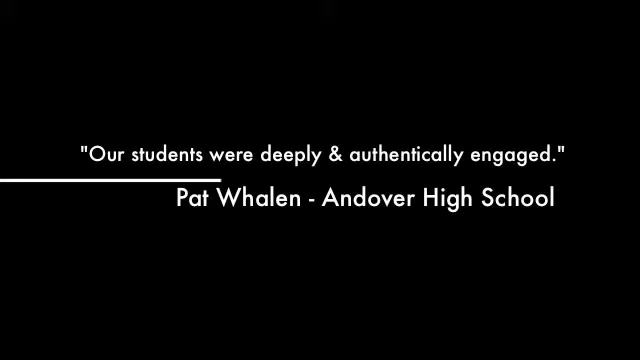 "Our students were deeply & authentically engaged."
Pat Whalen - Andover High School